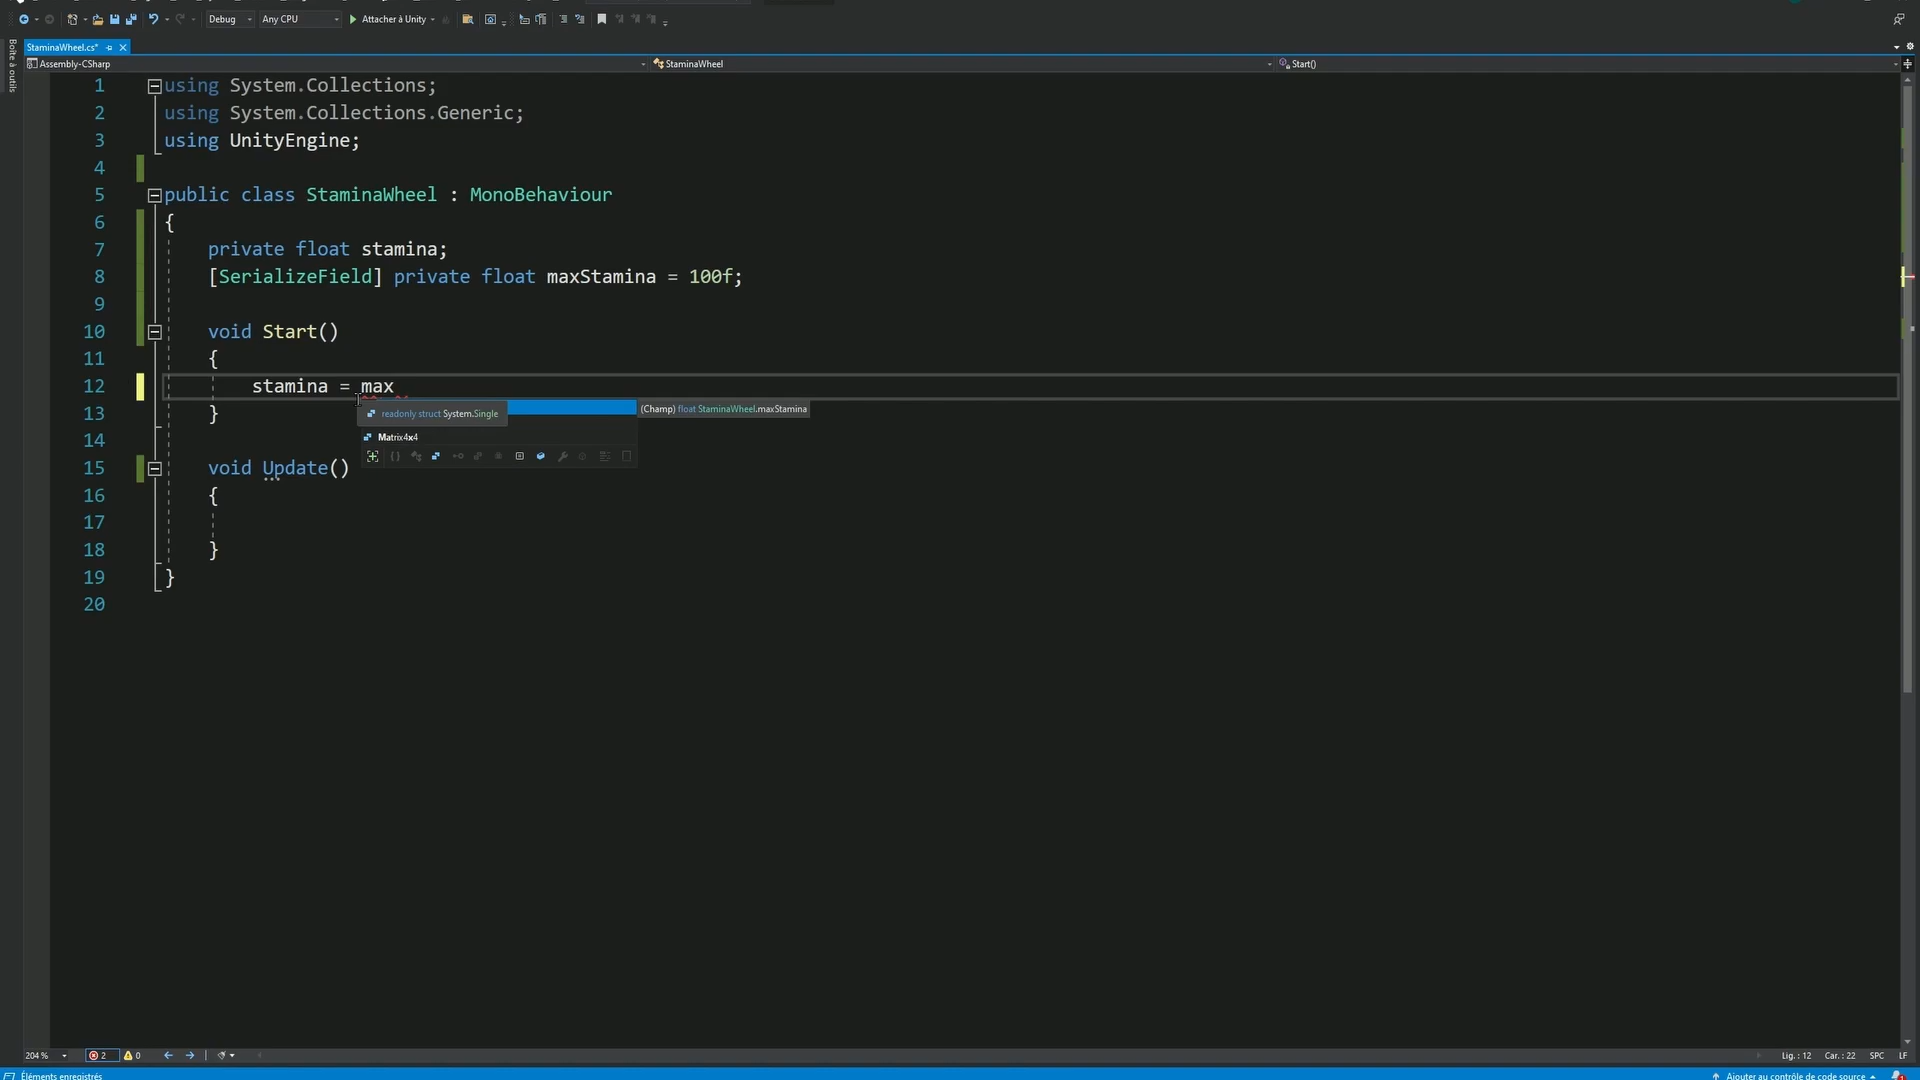 Debug
Any CPU
Attacher à Unity
Boîte à outils
StaminaWheel.cs*
Assembly-CSharp
StaminaWheel
Start()
1 using System.Collections;
2 using System.Collections.Generic;
3 using UnityEngine;
4
5 public class StaminaWheel : MonoBehaviour
6 {
7 private float stamina;
8 [SerializeField] private float maxStamina = 100f;
9
10 void Start()
11 {
12 stamina = max
readonly struct System.Single
(Champ) float StaminaWheel.maxStamina
13 }
Matrix4x4
14
15 void Update()
16 {
17
18 }
19 }
20
204 %
2
0
Lig. : 12
Car. : 22
SPC
LF
Éléments enregistrés
Ajouter au contrôle de code source